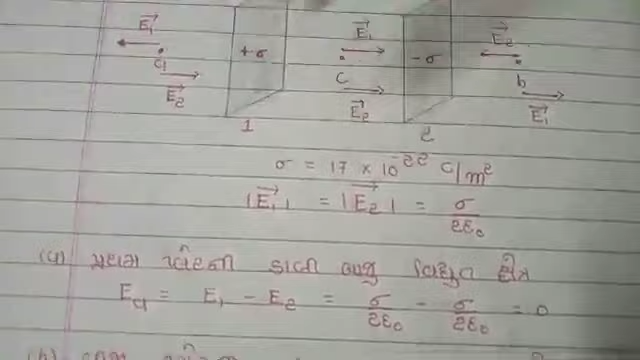 E₁→ E₁→ E₂→
+σ -σ
a C b
E₂→ E₂→ E₁→
1 2
σ = 17 × 10⁻²² C/m²
|E₁→| = |E₂→| = σ/2ε₀
(a) પ્રથમ પ્લેટની ડાબી બાજુ વિદ્યુત ક્ષેત્ર
Eₐ = E₁ - E₂ = σ/2ε₀ - σ/2ε₀ = 0
(b)